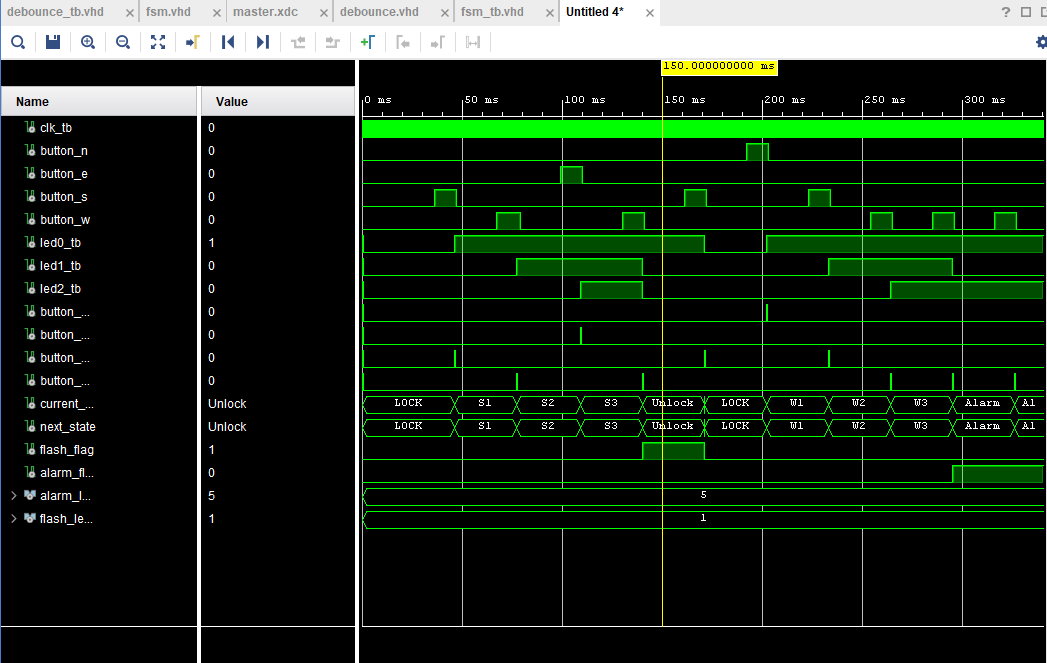 debounce_tb.vhd × fsm.vhd × master.xdc × debounce.vhd × fsm_tb.vhd × Untitled 4* × ?
150.000000000 ms
Name Value
0 ms 50 ms 100 ms 150 ms 200 ms 250 ms 300 ms
clk_tb 0
button_n 0
button_e 0
button_s 0
button_w 0
led0_tb 1
led1_tb 0
led2_tb 0
button_... 0
button_... 0
button_... 0
button_... 0
current_... Unlock LOCK S1 S2 S3 Unlock LOCK W1 W2 W3 Alarm Al
next_state Unlock LOCK S1 S2 S3 Unlock LOCK W1 W2 W3 Alarm Al
flash_flag 1
alarm_fl... 0
alarm_l... 5 5
flash_le... 1 1